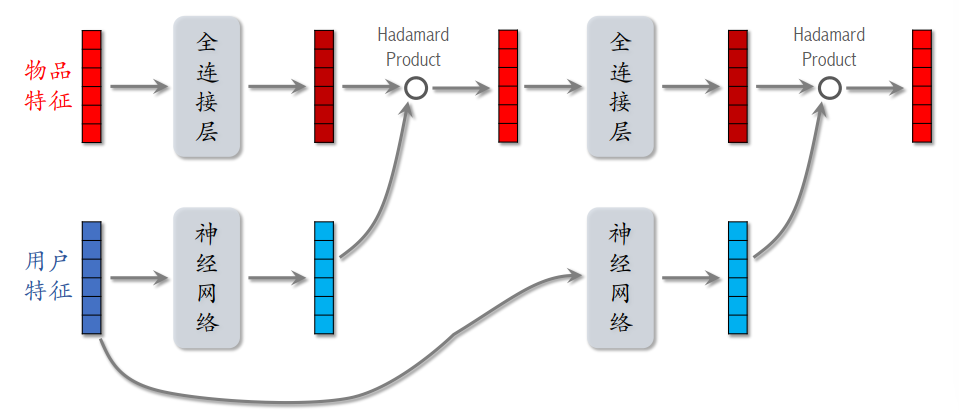 物品
特征
全
连
接
层
Hadamard
Product
全
连
接
层
Hadamard
Product
用户
特征
神
经
网
络
神
经
网
络